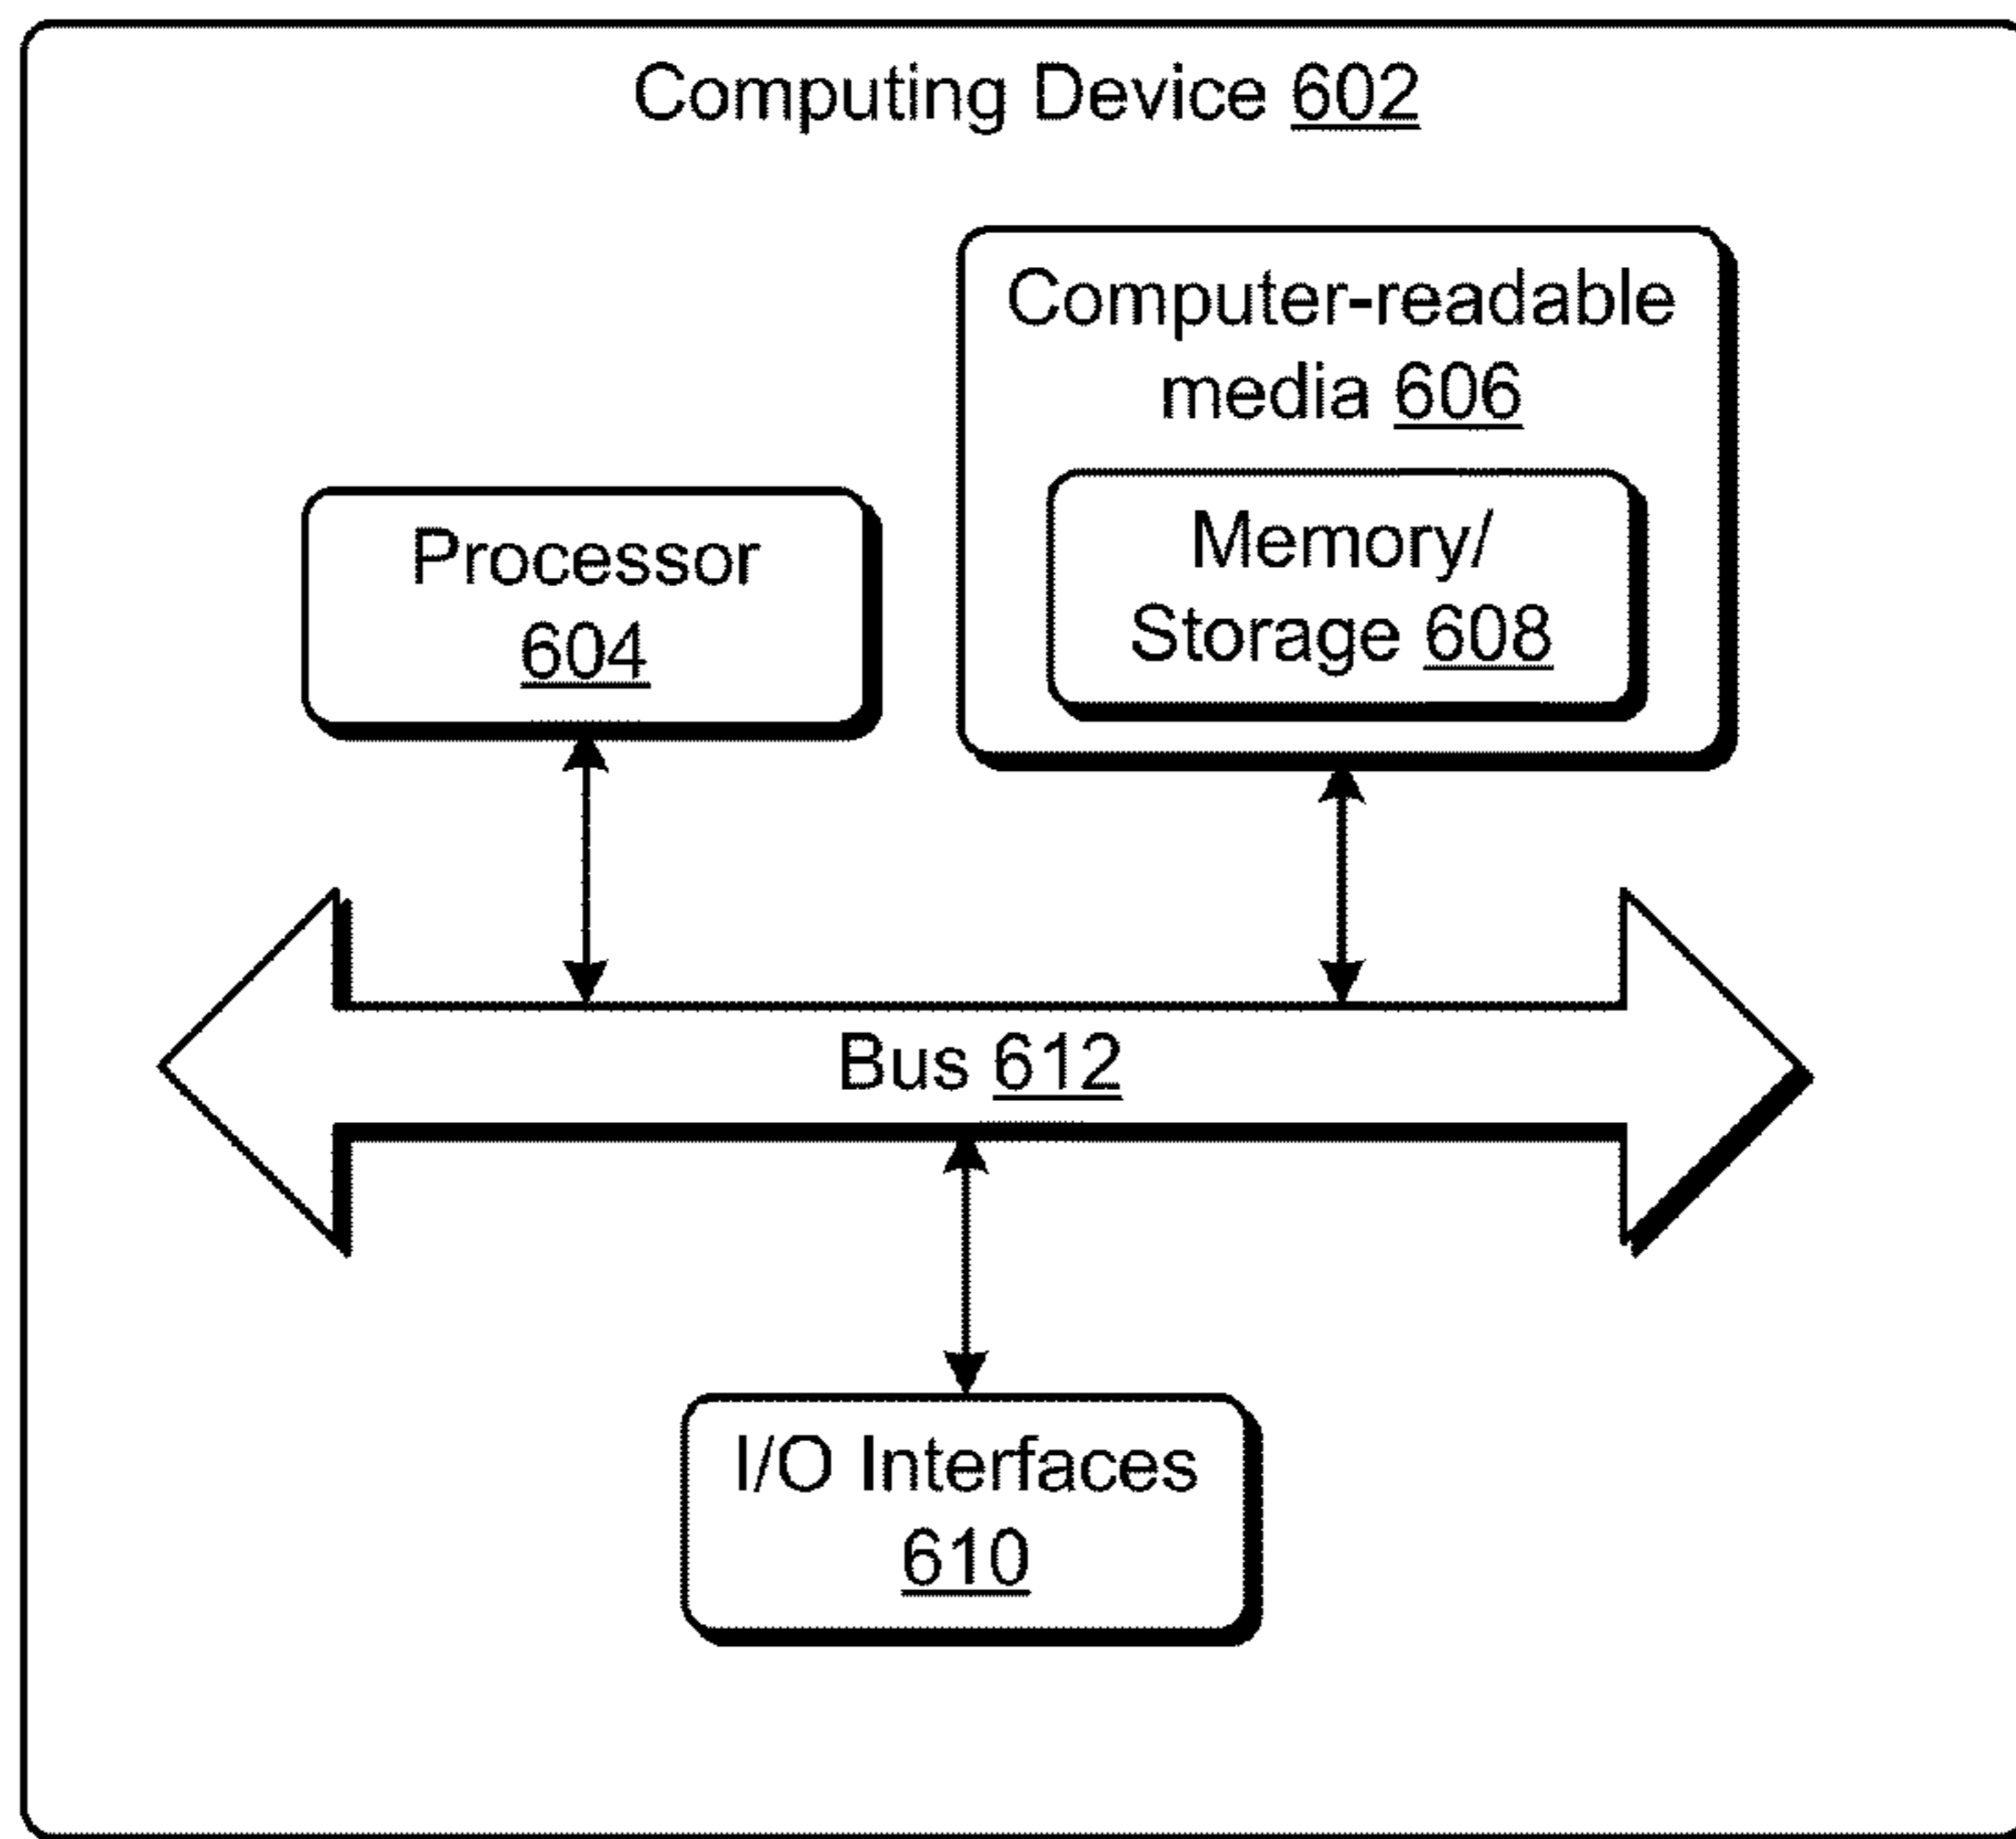 Computing Device 602
Computer-readable
media 606
Processor
604
Memory/
Storage 608
Bus 612
I/O Interfaces
610